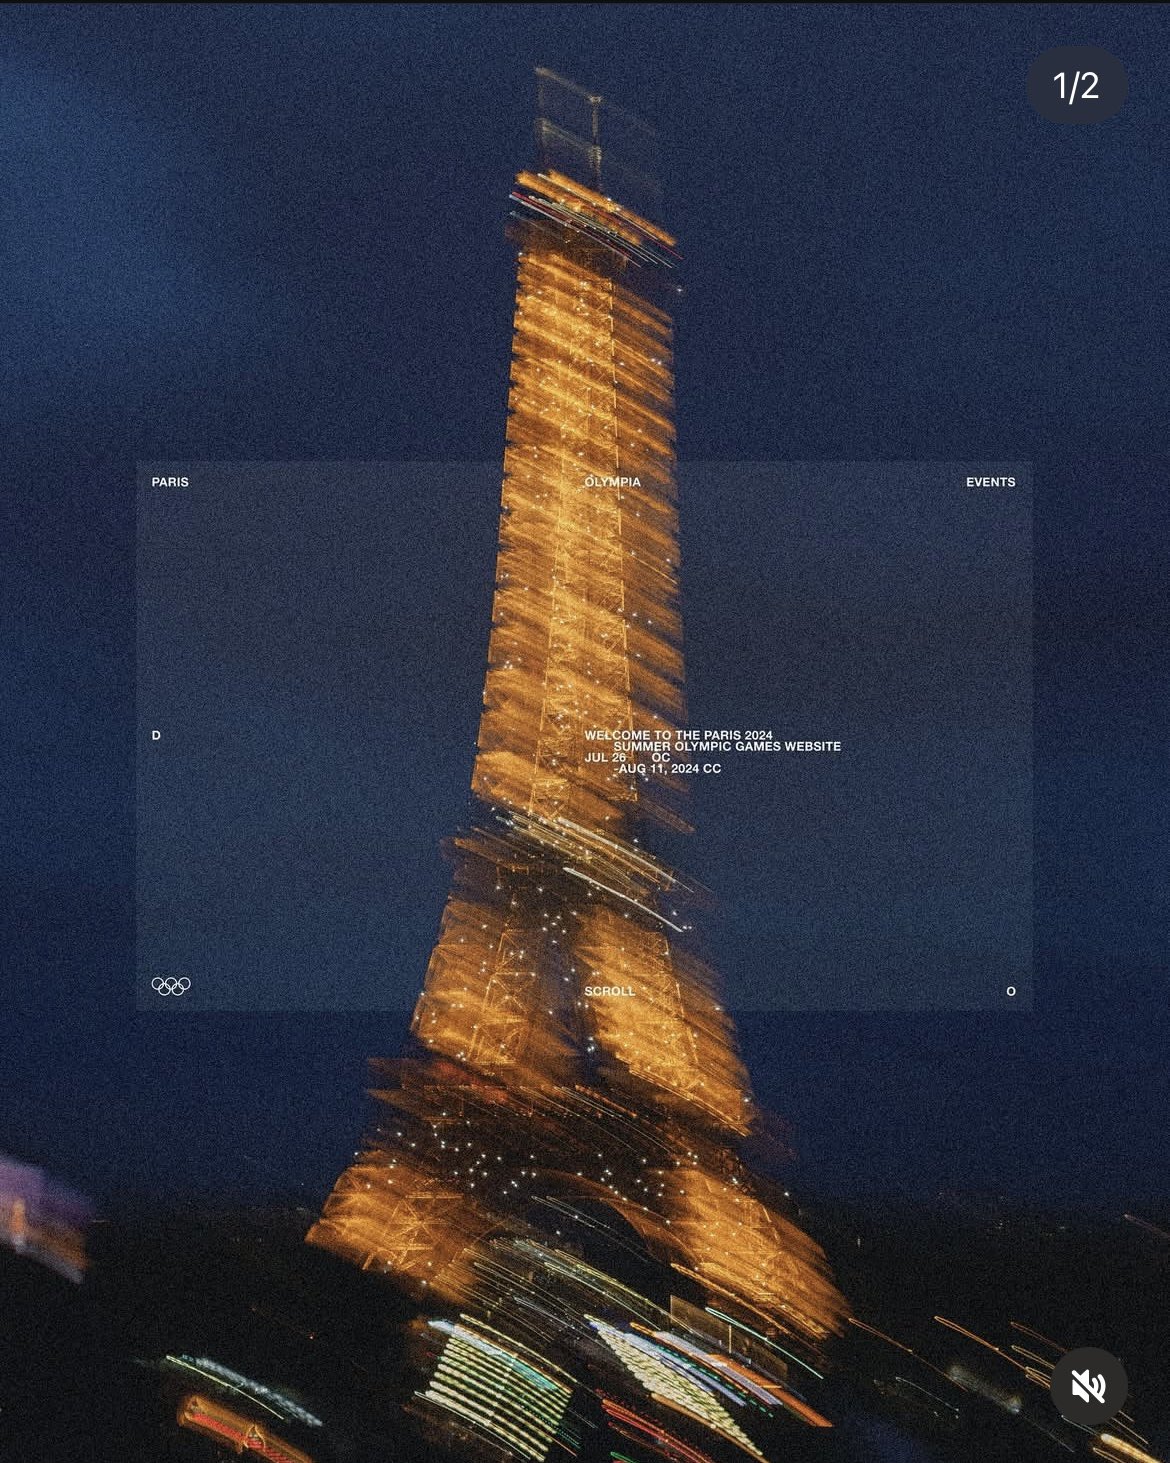 1/2
PARIS OLYMPIA EVENTS
D
WELCOME TO THE PARIS 2024
SUMMER OLYMPIC GAMES WEBSITE
JUL 26 OC
-AUG 11, 2024 CC
SCROLL O